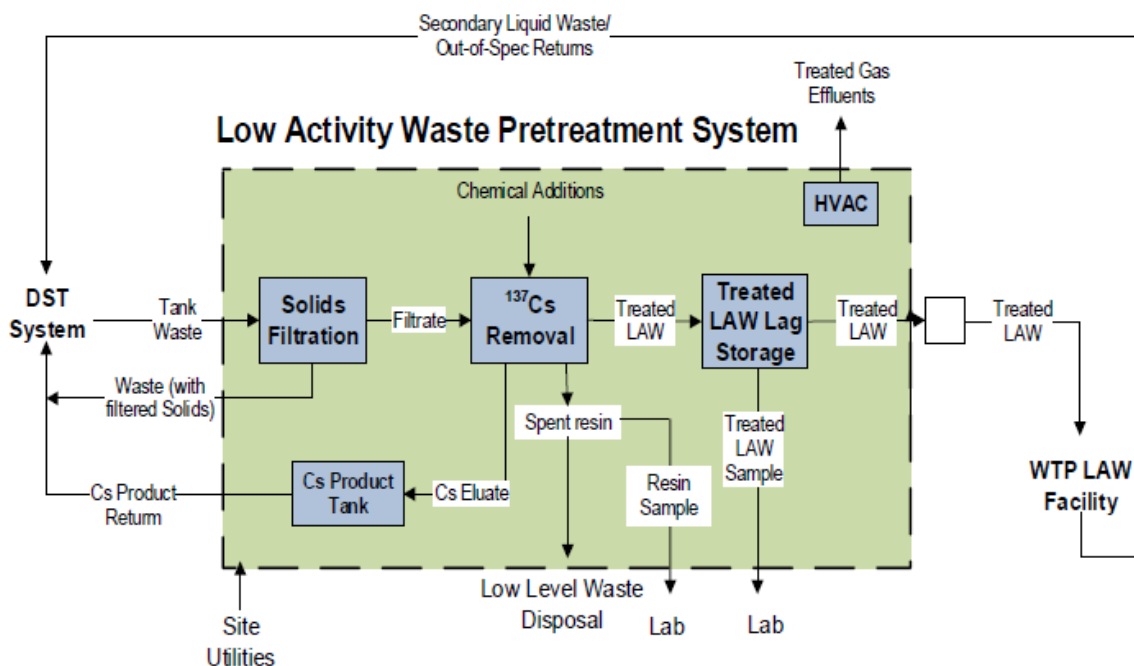 Secondary Liquid Waste/
Out-of-Spec Returns
Treated Gas
Effluents
Low Activity Waste Pretreatment System
Chemical Additions
HVAC
DST
System
Tank
Waste
Solids
Filtration
Filtrate
137Cs
Removal
Treated
LAW
Treated
LAW Lag
Storage
Treated
LAW
Treated
LAW
Waste (with
filtered Solids)
Spent resin
Treated
LAW
Sample
Cs Product
Return
Cs Product
Tank
Cs Eluate
Resin
Sample
WTP LAW
Facility
Low Level Waste
Disposal
Lab
Lab
Site
Utilities